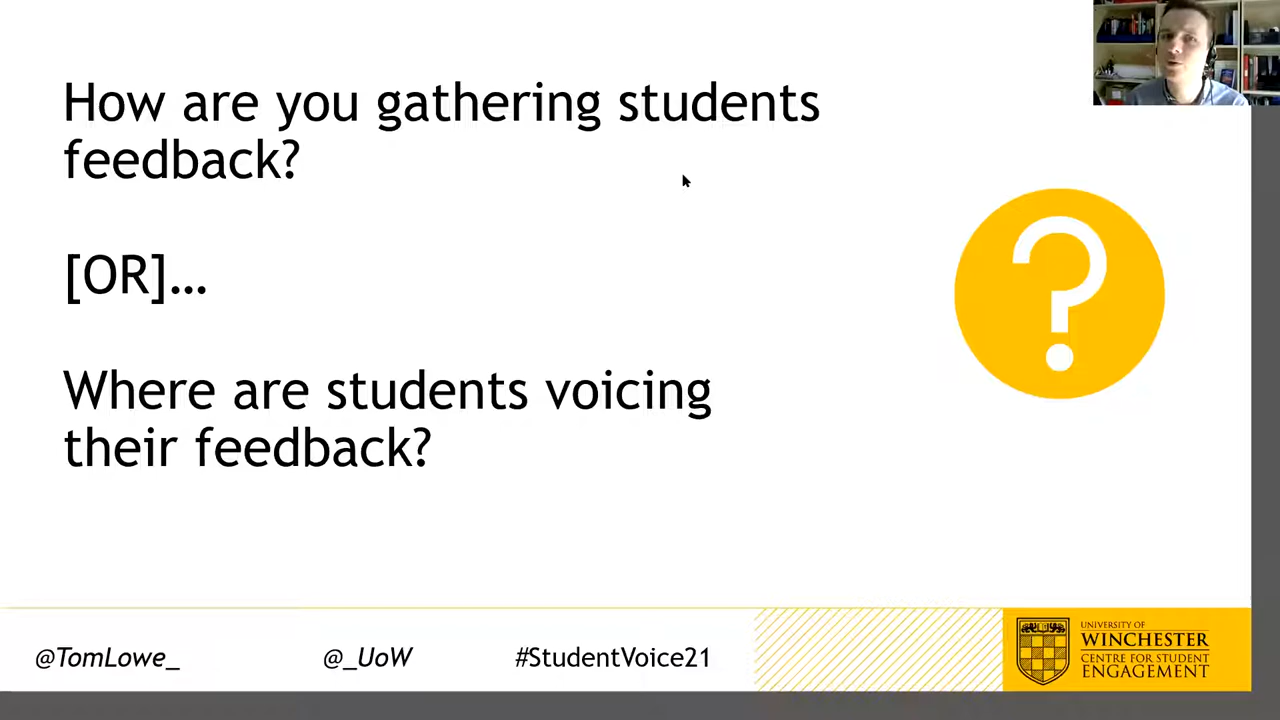 How are you gathering students
feedback?
[OR]…
Where are students voicing
their feedback?
@TomLowe_
@_UoW
#StudentVoice21
UNIVERSITY OF
WINCHESTER
CENTRE FOR STUDENT
ENGAGEMENT